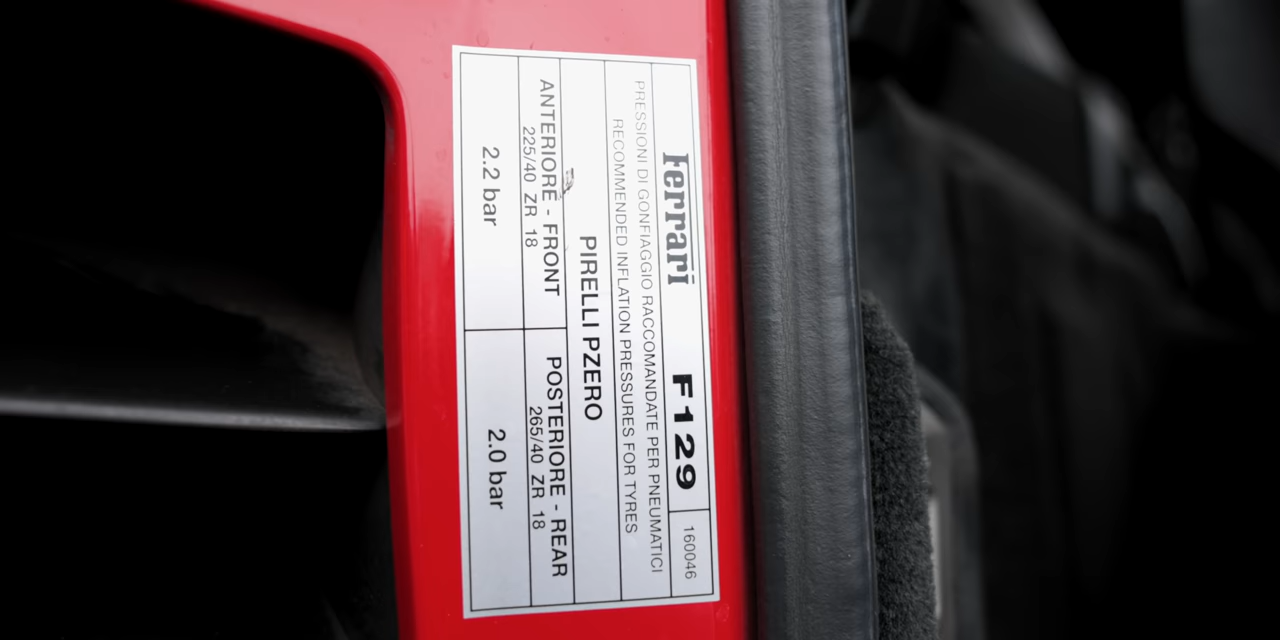 Ferrari F129 160046
PRESSIONI DI GONFIAGGIO RACCOMANDATE PER PNEUMATICI
RECOMMENDED INFLATION PRESSURES FOR TYRES
PIRELLI PZERO
ANTERIORE - FRONT POSTERIORE - REAR
225/40 ZR 18 265/40 ZR 18
2.2 bar 2.0 bar